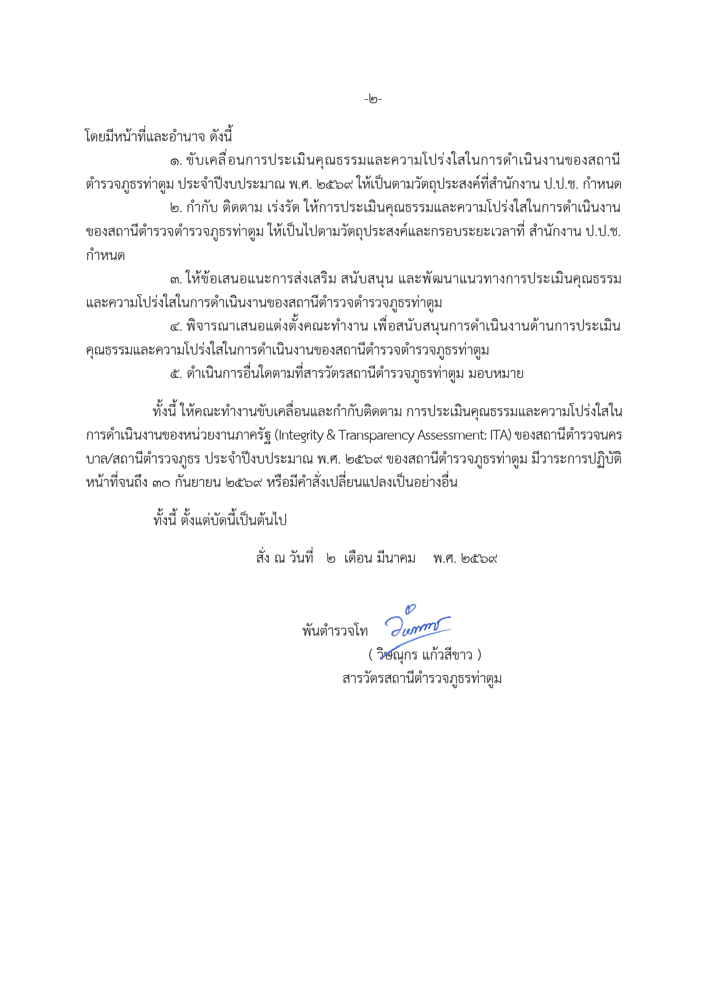 -๒-
โดยมีหน้าที่และอำนาจ ดังนี้
๑. ขับเคลื่อนการประเมินคุณธรรมและความโปร่งใสในการดำเนินงานของสถานี
ตำรวจภูธรท่าตูม ประจำปีงบประมาณ พ.ศ. ๒๕๖๙ ให้เป็นตามวัตถุประสงค์ที่สำนักงาน ป.ป.ช. กำหนด
๒. กำกับ ติดตาม เร่งรัด ให้การประเมินคุณธรรมและความโปร่งใสในการดำเนินงาน
ของสถานีตำรวจตำรวจภูธรท่าตูม ให้เป็นไปตามวัตถุประสงค์และกรอบระยะเวลาที่ สำนักงาน ป.ป.ช.
กำหนด
๓. ให้ข้อเสนอแนะการส่งเสริม สนับสนุน และพัฒนาแนวทางการประเมินคุณธรรม
และความโปร่งใสในการดำเนินงานของสถานีตำรวจตำรวจภูธรท่าตูม
๔. พิจารณาเสนอแต่งตั้งคณะทำงาน เพื่อสนับสนุนการดำเนินงานด้านการประเมิน
คุณธรรมและความโปร่งใสในการดำเนินงานของสถานีตำรวจตำรวจภูธรท่าตูม
๕. ดำเนินการอื่นใดตามที่สารวัตรสถานีตำรวจภูธรท่าตูม มอบหมาย
ทั้งนี้ ให้คณะทำงานขับเคลื่อนและกำกับติดตาม การประเมินคุณธรรมและความโปร่งใสใน
การดำเนินงานของหน่วยงานภาครัฐ (Integrity & Transparency Assessment: ITA) ของสถานีตำรวจนคร
บาล/สถานีตำรวจภูธร ประจำปีงบประมาณ พ.ศ. ๒๕๖๙ ของสถานีตำรวจภูธรท่าตูม มีวาระการปฏิบัติ
หน้าที่จนถึง ๓๐ กันยายน ๒๕๖๙ หรือมีคำสั่งเปลี่ยนแปลงเป็นอย่างอื่น
ทั้งนี้ ตั้งแต่บัดนี้เป็นต้นไป
สั่ง ณ วันที่ ๒ เดือน มีนาคม พ.ศ. ๒๕๖๙
พันตำรวจโท
( วิษณุกร แก้วสีขาว )
สารวัตรสถานีตำรวจภูธรท่าตูม